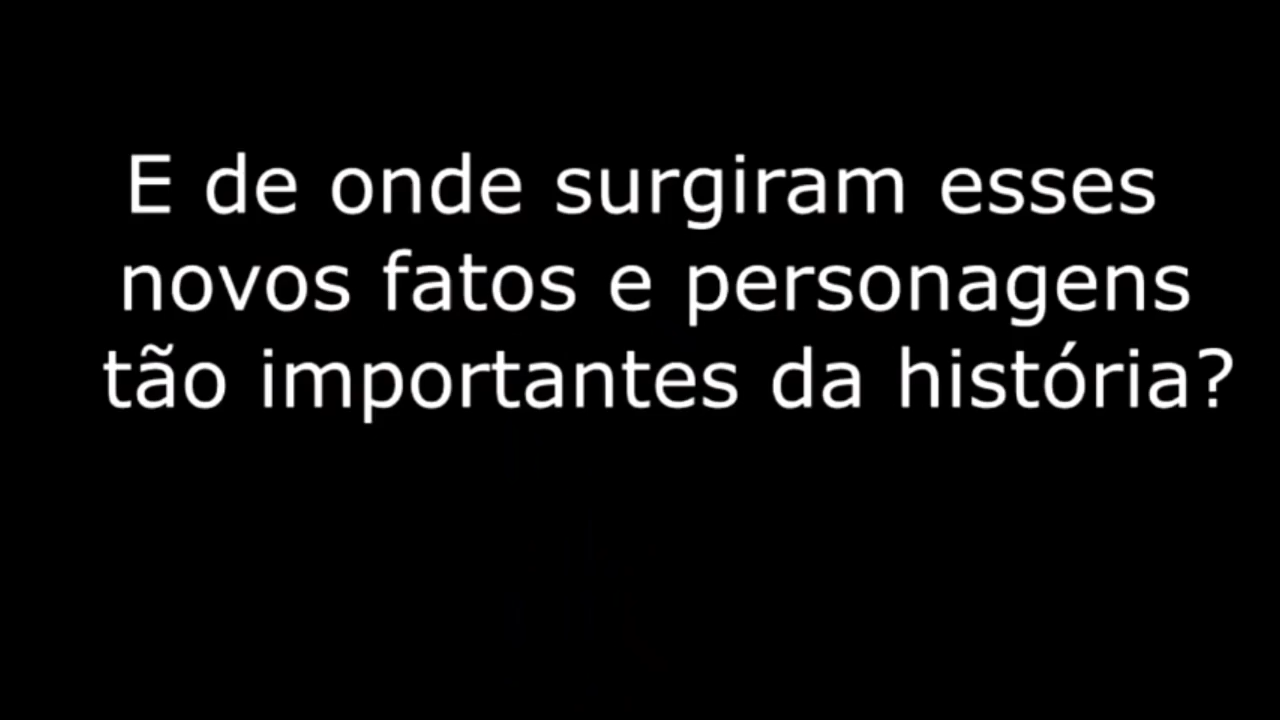 E de onde surgiram esses
novos fatos e personagens
tão importantes da história?